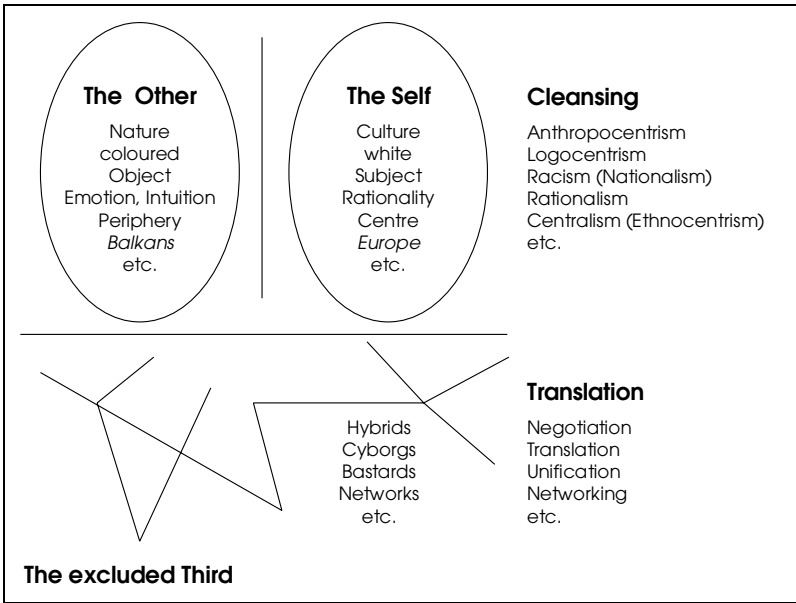 The Other
Nature
coloured
Object
Emotion, Intuition
Periphery
Balkans
etc.
The Self
Culture
white
Subject
Rationality
Centre
Europe
etc.
Cleansing
Anthropocentrism
Logocentrism
Racism (Nationalism)
Rationalism
Centralism (Ethnocentrism)
etc.
Hybrids
Cyborgs
Bastards
Networks
etc.
Translation
Negotiation
Translation
Unification
Networking
etc.
The excluded Third